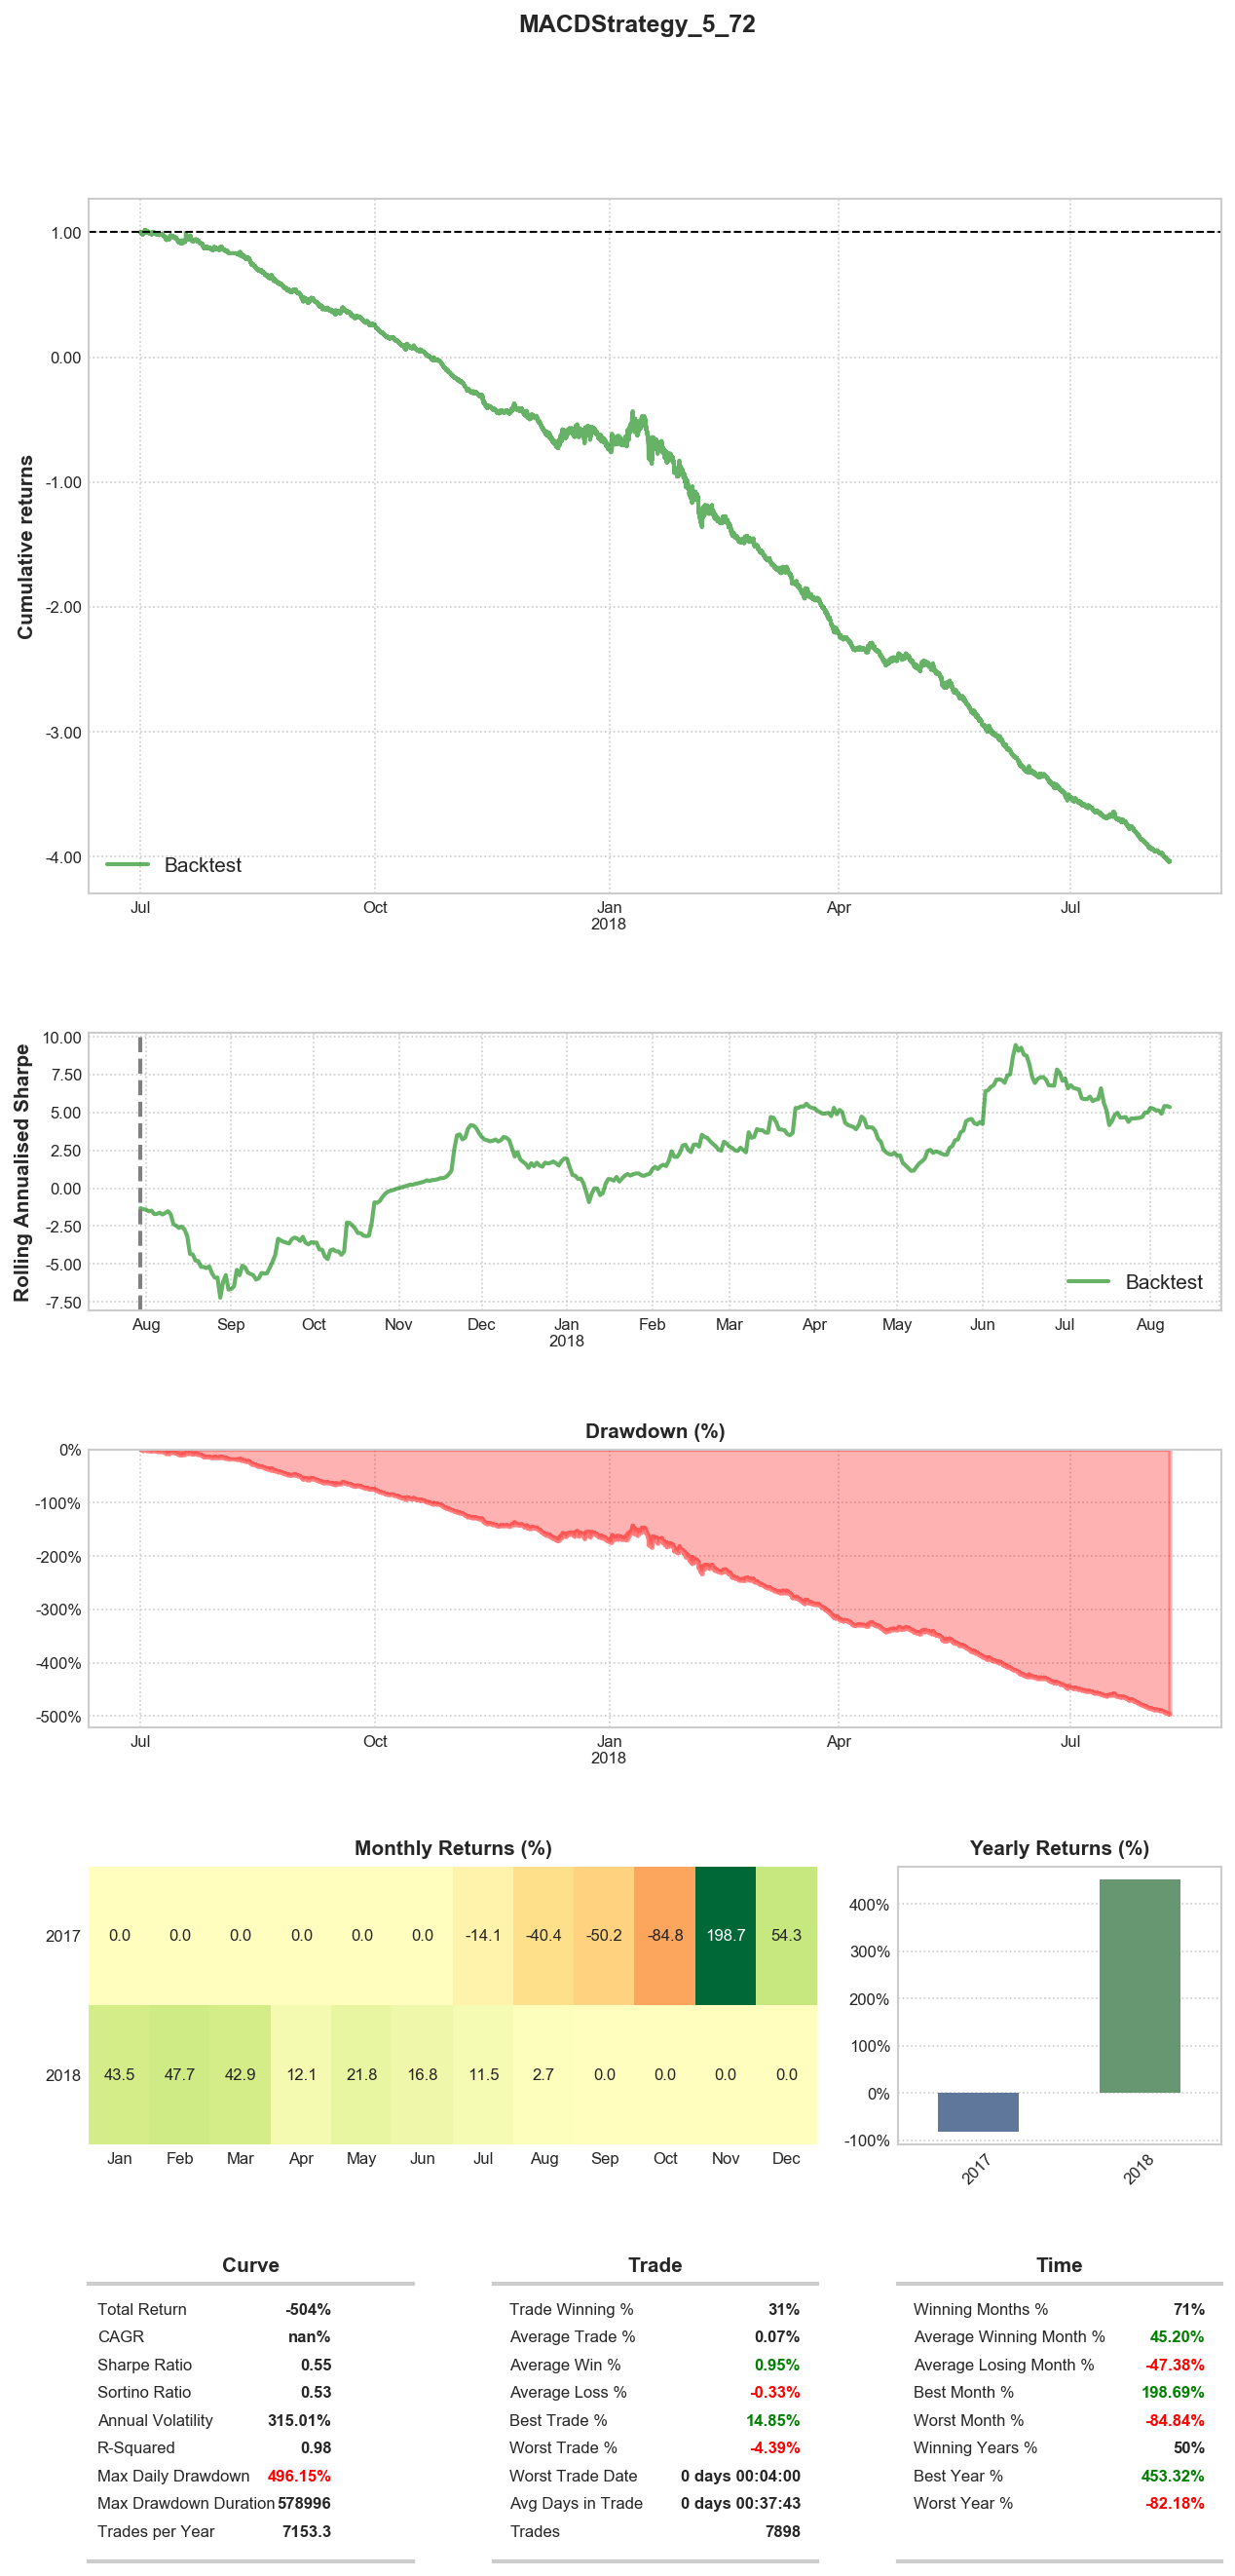 MACDStrategy_5_72
Cumulative returns
1.00
0.00
-1.00
-2.00
-3.00
-4.00
Backtest
Jul Oct Jan Apr Jul
2018
Rolling Annualised Sharpe
10.00
7.50
5.00
2.50
0.00
-2.50
-5.00
-7.50
Backtest
Aug Sep Oct Nov Dec Jan Feb Mar Apr May Jun Jul Aug
2018
Drawdown (%)
0%
-100%
-200%
-300%
-400%
-500%
Jul Oct Jan Apr Jul
2018
Monthly Returns (%)
2017 0.0 0.0 0.0 0.0 0.0 0.0 -14.1 -40.4 -50.2 -84.8 198.7 54.3
2018 43.5 47.7 42.9 12.1 21.8 16.8 11.5 2.7 0.0 0.0 0.0 0.0
Jan Feb Mar Apr May Jun Jul Aug Sep Oct Nov Dec
Yearly Returns (%)
400%
300%
200%
100%
0%
-100%
2017 2018
Curve
Total Return -504%
CAGR nan%
Sharpe Ratio 0.55
Sortino Ratio 0.53
Annual Volatility 315.01%
R-Squared 0.98
Max Daily Drawdown 496.15%
Max Drawdown Duration 578996
Trades per Year 7153.3
Trade
Trade Winning % 31%
Average Trade % 0.07%
Average Win % 0.95%
Average Loss % -0.33%
Best Trade % 14.85%
Worst Trade % -4.39%
Worst Trade Date 0 days 00:04:00
Avg Days in Trade 0 days 00:37:43
Trades 7898
Time
Winning Months % 71%
Average Winning Month % 45.20%
Average Losing Month % -47.38%
Best Month % 198.69%
Worst Month % -84.84%
Winning Years % 50%
Best Year % 453.32%
Worst Year % -82.18%